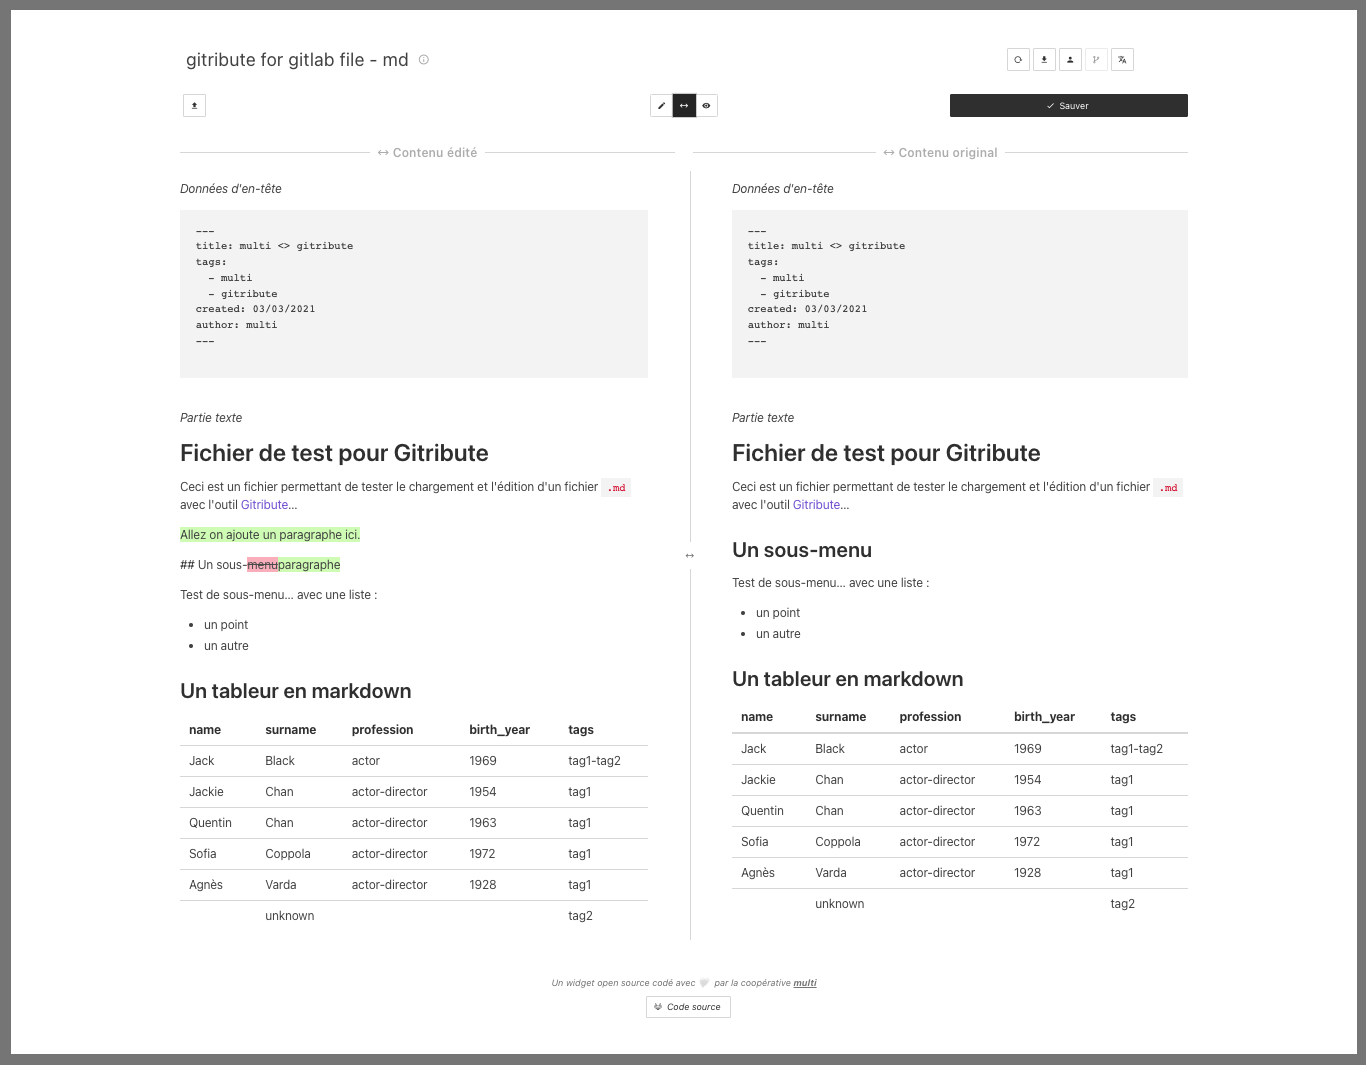 gitribute for gitlab file - md
Sauver
Contenu édité
Données d'en-tête
---
title: multi <> gitribute
tags:
  - multi
  - gitribute
created: 03/03/2021
author: multi
---
Partie texte
Fichier de test pour Gitribute
Ceci est un fichier permettant de tester le chargement et l'édition d'un fichier .md
avec l'outil Gitribute...
Allez on ajoute un paragraphe ici.
## Un sous-menuparagraphe
Test de sous-menu... avec une liste :
• un point
• un autre
Un tableur en markdown
name surname profession birth_year tags
Jack Black actor 1969 tag1-tag2
Jackie Chan actor-director 1954 tag1
Quentin Chan actor-director 1963 tag1
Sofia Coppola actor-director 1972 tag1
Agnès Varda actor-director 1928 tag1
unknown tag2
Contenu original
Données d'en-tête
---
title: multi <> gitribute
tags:
  - multi
  - gitribute
created: 03/03/2021
author: multi
---
Partie texte
Fichier de test pour Gitribute
Ceci est un fichier permettant de tester le chargement et l'édition d'un fichier .md
avec l'outil Gitribute...
Un sous-menu
Test de sous-menu... avec une liste :
• un point
• un autre
Un tableur en markdown
name surname profession birth_year tags
Jack Black actor 1969 tag1-tag2
Jackie Chan actor-director 1954 tag1
Quentin Chan actor-director 1963 tag1
Sofia Coppola actor-director 1972 tag1
Agnès Varda actor-director 1928 tag1
unknown tag2
Un widget open source codé avec 🤍 par la coopérative multi
Code source